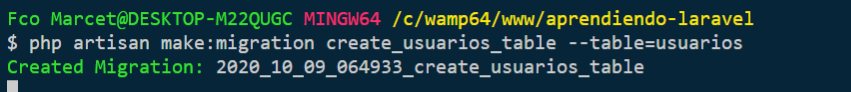 Fco Marcet@DESKTOP-M22QUGC MINGW64 /c/wamp64/www/aprendiendo-laravel
$ php artisan make:migration create_usuarios_table --table=usuarios
Created Migration: 2020_10_09_064933_create_usuarios_table